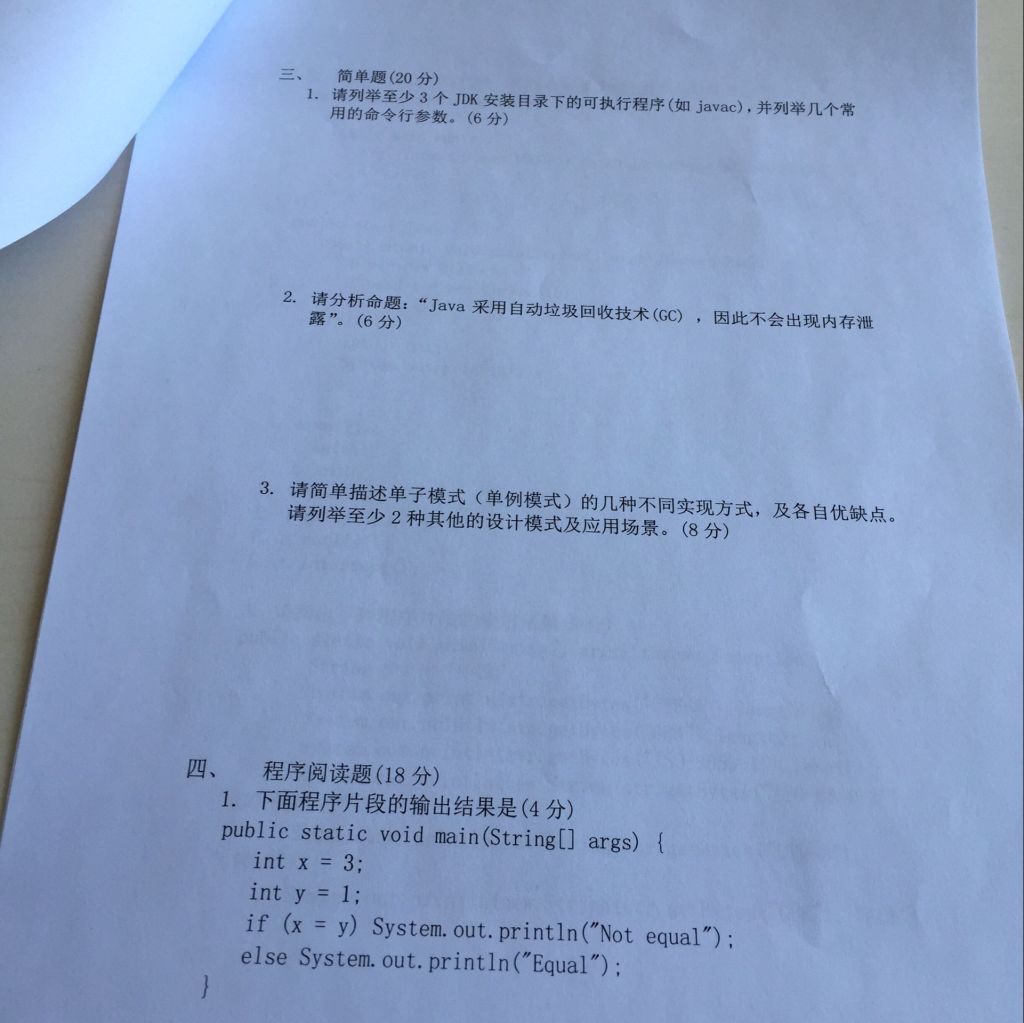 三、 简单题(20 分)
1. 请列举至少 3 个 JDK 安装目录下的可执行程序(如 javac),并列举几个常
用的命令行参数。(6 分)
2. 请分析命题:“Java 采用自动垃圾回收技术(GC) ,因此不会出现内存泄
露”。(6 分)
3. 请简单描述单子模式(单例模式)的几种不同实现方式,及各自优缺点。
请列举至少 2 种其他的设计模式及应用场景。(8 分)
四、 程序阅读题(18 分)
1. 下面程序片段的输出结果是(4 分)
public static void main(String[] args) {
int x = 3;
int y = 1;
if (x = y) System.out.println("Not equal");
else System.out.println("Equal");
}